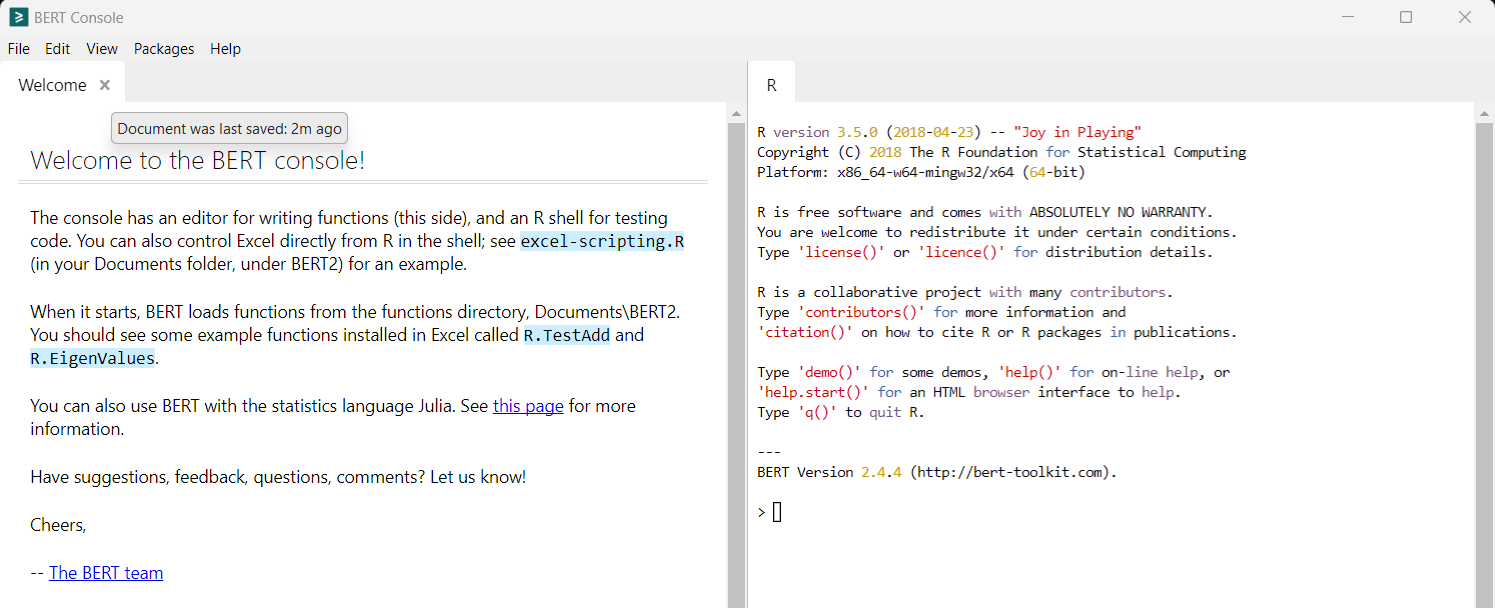 BERT Console
File Edit View Packages Help
Welcome
Document was last saved: 2m ago
Welcome to the BERT console!
The console has an editor for writing functions (this side), and an R shell for testing
code. You can also control Excel directly from R in the shell; see excel-scripting.R
(in your Documents folder, under BERT2) for an example.
When it starts, BERT loads functions from the functions directory, Documents\BERT2.
You should see some example functions installed in Excel called R.TestAdd and
R.EigenValues.
You can also use BERT with the statistics language Julia. See this page for more
information.
Have suggestions, feedback, questions, comments? Let us know!
Cheers,
-- The BERT team
R
R version 3.5.0 (2018-04-23) -- "Joy in Playing"
Copyright (C) 2018 The R Foundation for Statistical Computing
Platform: x86_64-w64-mingw32/x64 (64-bit)
R is free software and comes with ABSOLUTELY NO WARRANTY.
You are welcome to redistribute it under certain conditions.
Type 'license()' or 'licence()' for distribution details.
R is a collaborative project with many contributors.
Type 'contributors()' for more information and
'citation()' on how to cite R or R packages in publications.
Type 'demo()' for some demos, 'help()' for on-line help, or
'help.start()' for an HTML browser interface to help.
Type 'q()' to quit R.
---
BERT Version 2.4.4 (http://bert-toolkit.com).
>